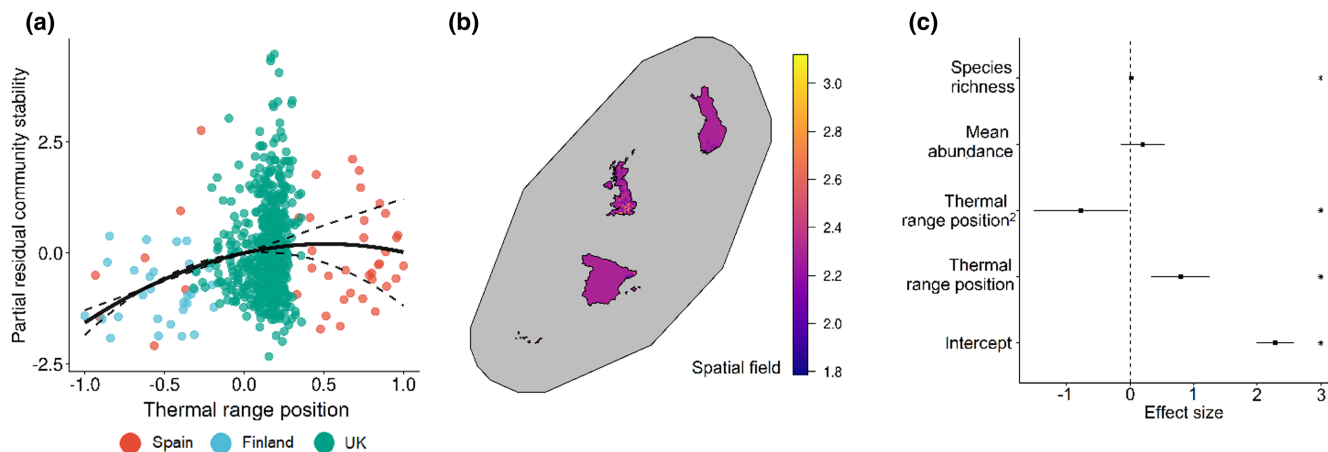 (a)
Partial residual community stability
2.5
0.0
-2.5
-1.0
-0.5
0.0
0.5
1.0
Thermal range position
Spain
Finland
UK
(b)
3.0
2.8
2.6
2.4
2.2
2.0
1.8
Spatial field
(c)
Species
richness
*
Mean
abundance
Thermal
range position²
*
Thermal
range position
*
Intercept
*
-1
0
1
2
3
Effect size